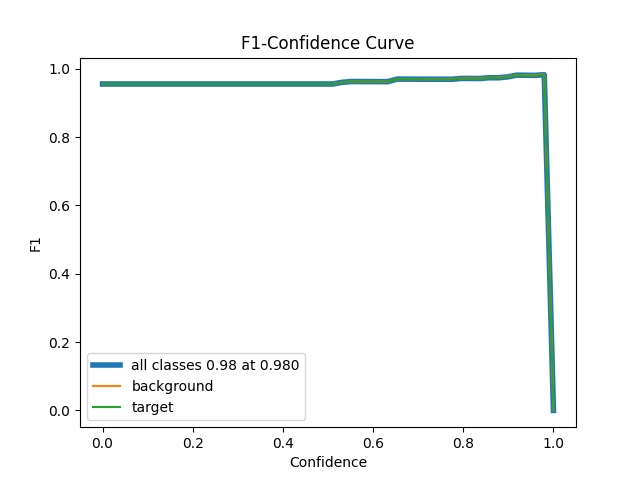 F1-Confidence Curve
1.0
0.8
0.6
0.4
0.2
0.0
F1
all classes 0.98 at 0.980
background
target
0.0 0.2 0.4 0.6 0.8 1.0
Confidence